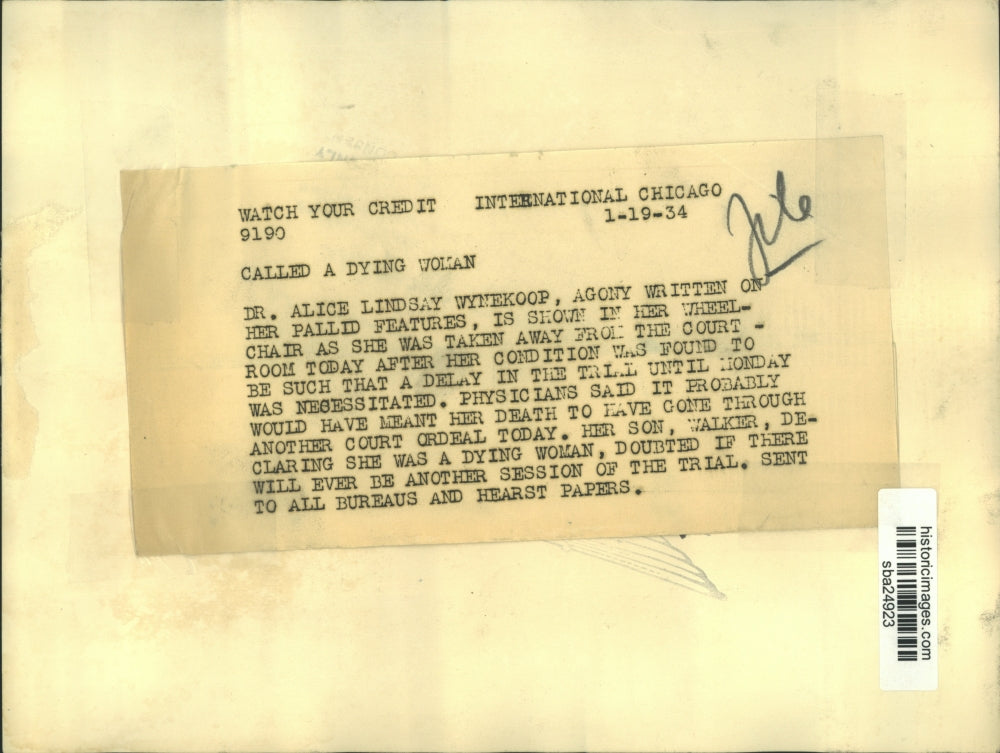 WATCH YOUR CREDIT INTERNATIONAL CHICAGO
9190 1-19-34
CALLED A DYING WOMAN
DR. ALICE LINDSAY WYNEKOOP, AGONY WRITTEN ON
HER PALLID FEATURES, IS SHOWN IN HER WHEEL-
CHAIR AS SHE WAS TAKEN AWAY FROM THE COURT -
ROOM TODAY AFTER HER CONDITION WAS FOUND TO
BE SUCH THAT A DELAY IN THE TRIAL UNTIL MONDAY
WAS NECESSITATED. PHYSICIANS SAID IT PROBABLY
WOULD HAVE MEANT HER DEATH TO HAVE GONE THROUGH
ANOTHER COURT ORDEAL TODAY. HER SON, WALKER, DE-
CLARING SHE WAS A DYING WOMAN, DOUBTED IF THERE
WILL EVER BE ANOTHER SESSION OF THE TRIAL. SENT
TO ALL BUREAUS AND HEARST PAPERS.
historicimages.com
sba24923